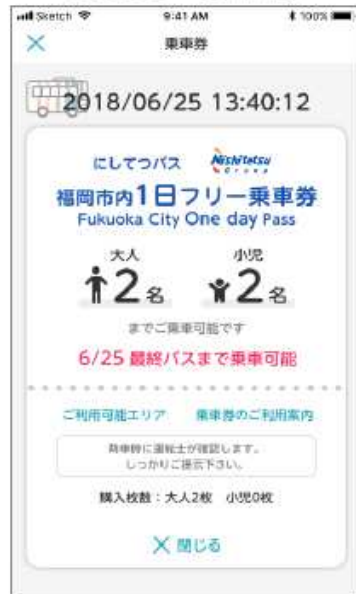 Sketch 9:41 AM 100%
乗車券
2018/06/25 13:40:12
にしてつバス Nishitetsu Group
福岡市内1日フリー乗車券
Fukuoka City One day Pass
大人 小児
2名 2名
までご乗車可能です
6/25 最終バスまで乗車可能
ご利用可能エリア 乗車券のご利用案内
降車時に運転士が確認します。
しっかりご提示下さい。
購入枚数：大人2枚 小児0枚
閉じる